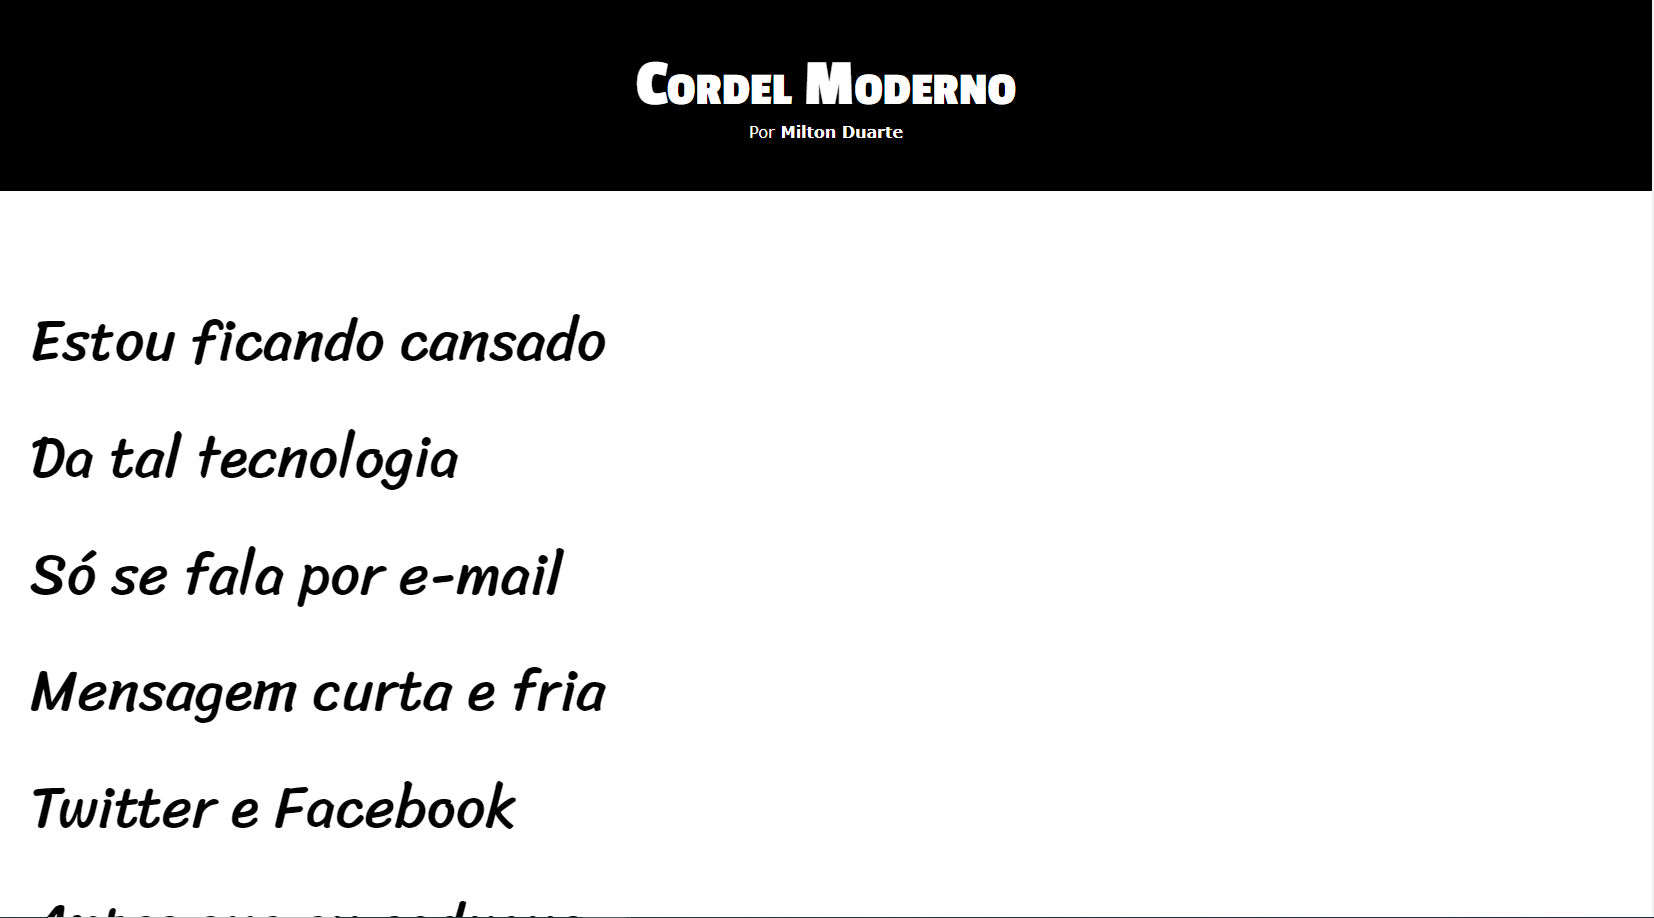 Cordel Moderno
Por Milton Duarte
Estou ficando cansado
Da tal tecnologia
Só se fala por e-mail
Mensagem curta e fria
Twitter e Facebook